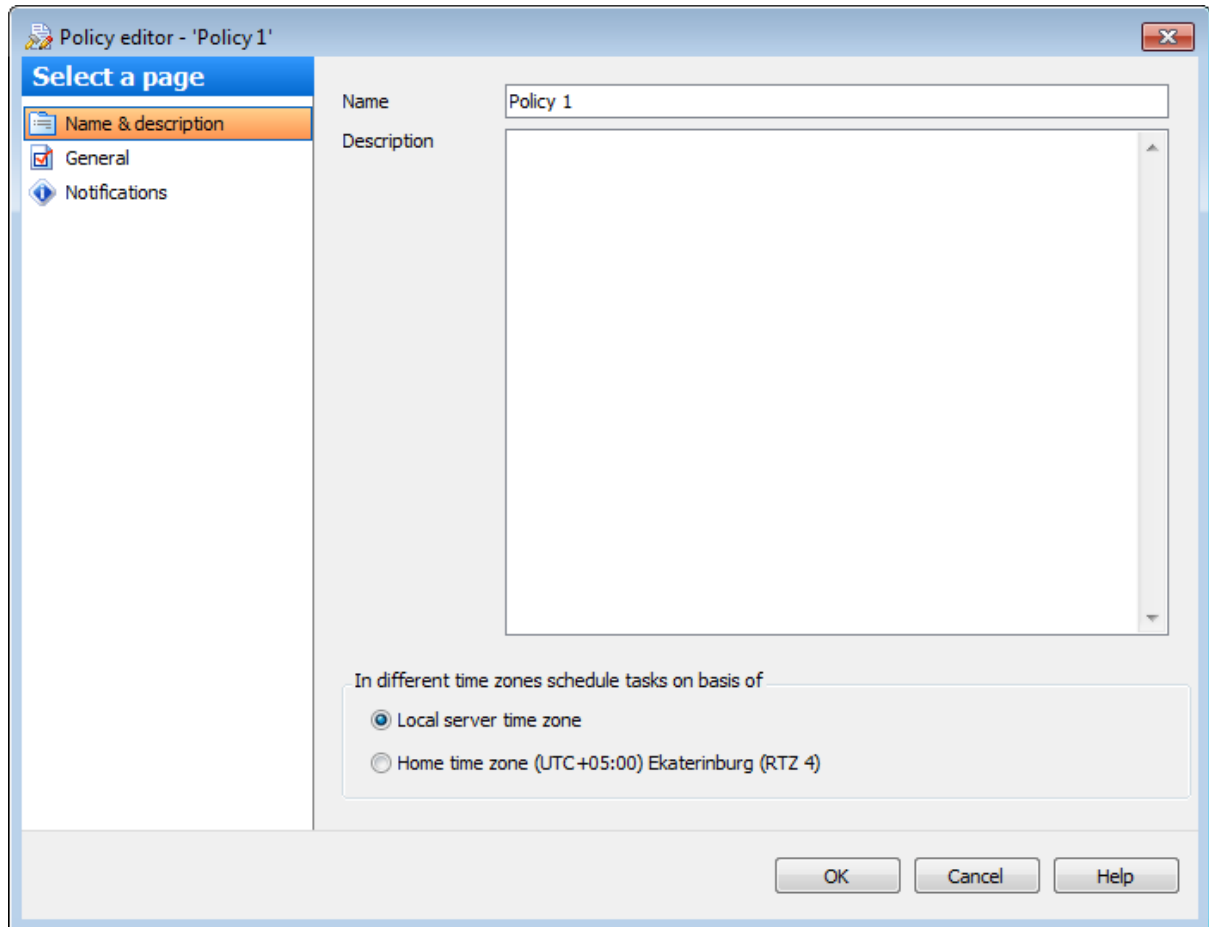 Policy editor - 'Policy 1'
Select a page
Name & description
General
Notifications
Name
Policy 1
Description
In different time zones schedule tasks on basis of
Local server time zone
Home time zone (UTC+05:00) Ekaterinburg (RTZ 4)
OK
Cancel
Help